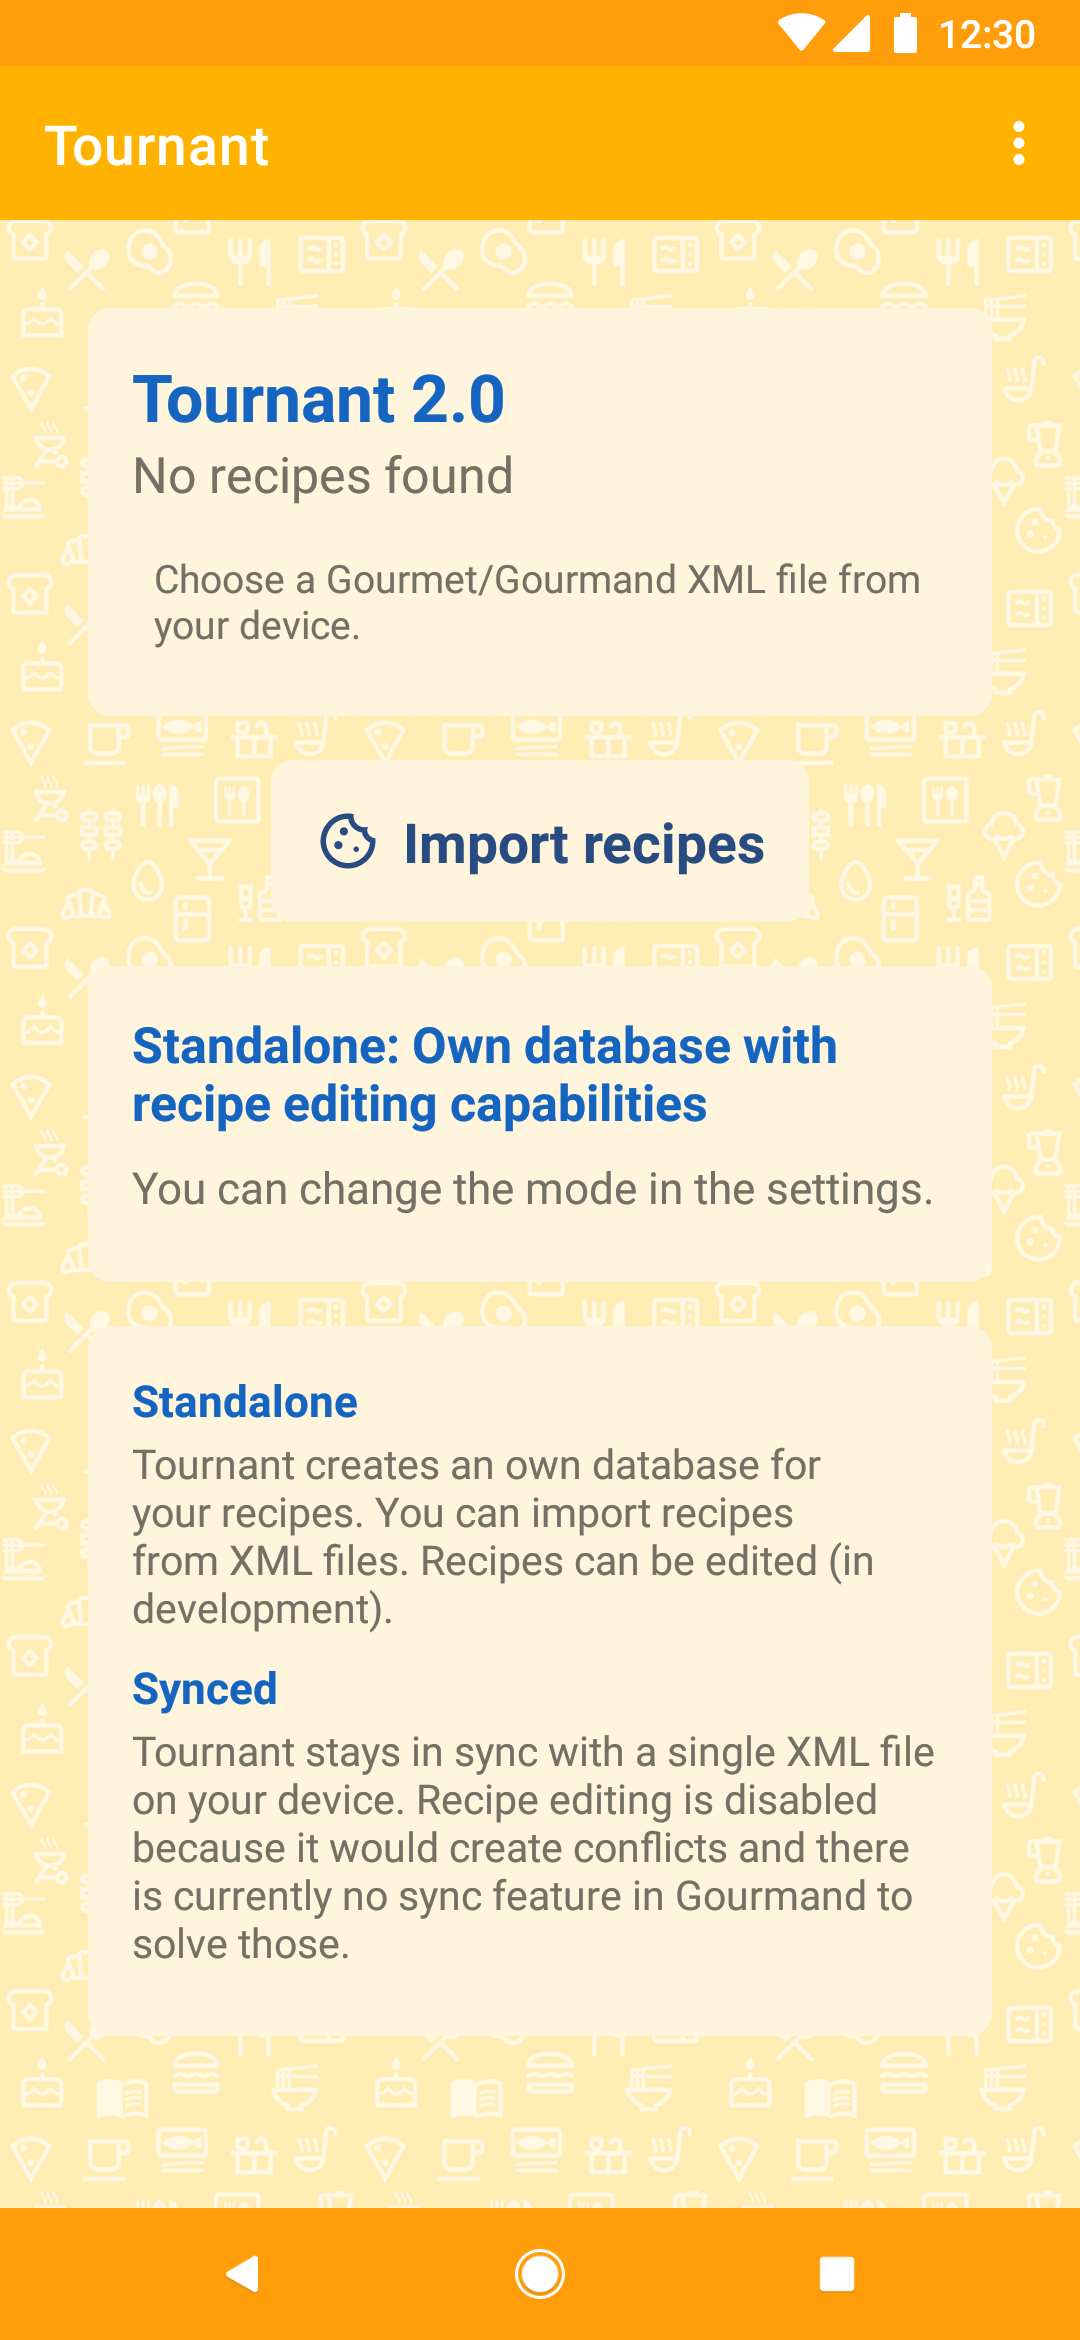 12:30
Tournant
Tournant 2.0
No recipes found
Choose a Gourmet/Gourmand XML file from
your device.
Import recipes
Standalone: Own database with
recipe editing capabilities
You can change the mode in the settings.
Standalone
Tournant creates an own database for
your recipes. You can import recipes
from XML files. Recipes can be edited (in
development).
Synced
Tournant stays in sync with a single XML file
on your device. Recipe editing is disabled
because it would create conflicts and there
is currently no sync feature in Gourmand to
solve those.